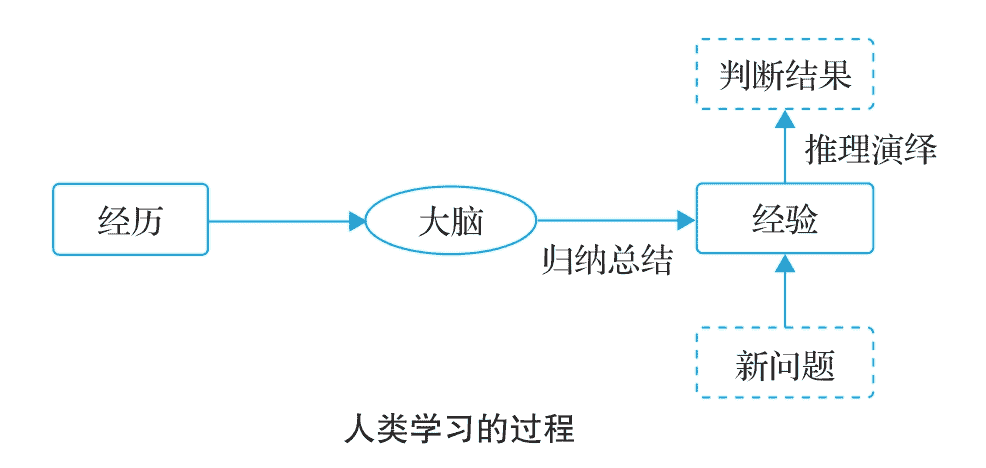 判断结果
推理演绎
经历
大脑
经验
归纳总结
新问题
人类学习的过程